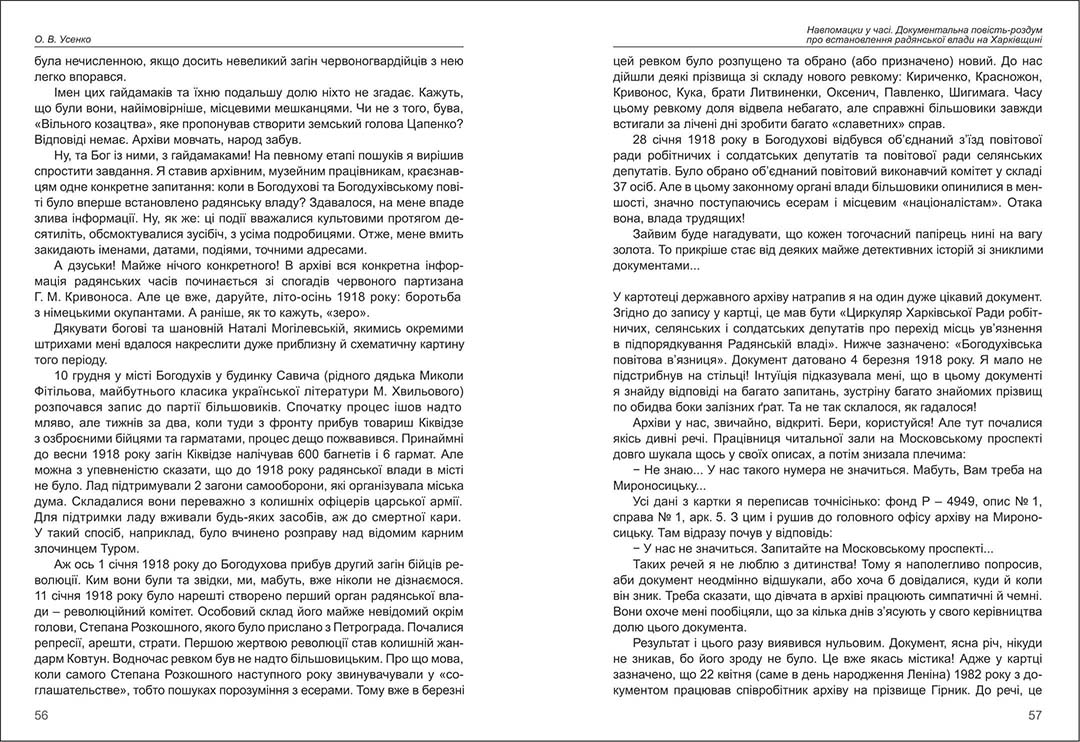 О. В. Усенко
була нечисленною, якщо досить невеликий загін червоногвардійців з нею
легко впорався.
Імен цих гайдамаків та їхню подальшу долю ніхто не згадає. Кажуть,
що були вони, найімовірніше, місцевими мешканцями. Чи не з того, бува,
«Вільного козацтва», яке пропонував створити земський голова Цапенко?
Відповіді немає. Архіви мовчать, народ забув.
Ну, та Бог із ними, з гайдамаками! На певному етапі пошуків я вирішив
спростити завдання. Я ставив архівним, музейним працівникам, краєзнав-
цям одне конкретне запитання: коли в Богодухові та Богодухівському пові-
ті було вперше встановлено радянську владу? Здавалося, на мене впаде
злива інформації. Ну, як же: ці події вважалися культовими протягом де-
сятиліть, обсмоктувалися зусібіч, з усіма подробицями. Отже, мене вмить
закидають іменами, датами, подіями, точними адресами.
А дзуськи! Майже нічого конкретного! В архіві вся конкретна інфор-
мація радянських часів починається зі спогадів червоного партизана
Г. М. Кривоноса. Але це вже, даруйте, літо-осінь 1918 року: боротьба
з німецькими окупантами. А раніше, як то кажуть, «зеро».
Дякувати богові та шановній Наталі Могілевській, якимись окремими
штрихами мені вдалося накреслити дуже приблизну й схематичну картину
того періоду.
10 грудня у місті Богодухів у будинку Савича (рідного дядька Миколи
Фітільова, майбутнього класика української літератури М. Хвильового)
розпочався запис до партії більшовиків. Спочатку процес ішов надто
мляво, але тижнів за два, коли туди з фронту прибув товариш Кіквідзе
з озброєними бійцями та гарматами, процес дещо пожвавився. Принаймні
до весни 1918 року загін Кіквідзе налічував 600 багнетів і 6 гармат. Але
можна з упевненістю сказати, що до 1918 року радянської влади в місті
не було. Лад підтримували 2 загони самооборони, які організувала міська
дума. Складалися вони переважно з колишніх офіцерів царської армії.
Для підтримки ладу вживали будь-яких засобів, аж до смертної кари.
У такий спосіб, наприклад, було вчинено розправу над відомим карним
злочинцем Туром.
Аж ось 1 січня 1918 року до Богодухова прибув другий загін бійців ре-
волюції. Ким вони були та звідки, ми, мабуть, вже ніколи не дізнаємося.
11 січня 1918 року було нарешті створено перший орган радянської вла-
ди – революційний комітет. Особовий склад його майже невідомий окрім
голови, Степана Розкошного, якого було прислано з Петрограда. Почалися
репресії, арешти, страти. Першою жертвою революції став колишній жан-
дарм Ковтун. Водночас ревком був не надто більшовицьким. Про що мова,
коли самого Степана Розкошного наступного року звинувачували у «со-
глашательстве», тобто пошуках порозуміння з есерами. Тому вже в березні
56
Навпомацки у часі. Документальна повість-роздум
про встановлення радянської влади на Харківщині
цей ревком було розпущено та обрано (або призначено) новий. До нас
дійшли деякі прізвища зі складу нового ревкому: Кириченко, Красножон,
Кривонос, Кука, брати Литвиненки, Оксенич, Павленко, Шигимага. Часу
цьому ревкому доля відвела небагато, але справжні більшовики завжди
встигали за лічені дні зробити багато «славетних» справ.
28 січня 1918 року в Богодухові відбувся об’єднаний з’їзд повітової
ради робітничих і солдатських депутатів та повітової ради селянських
депутатів. Було обрано об’єднаний повітовий виконавчий комітет у складі
37 осіб. Але в цьому законному органі влади більшовики опинилися в мен-
шості, значно поступаючись есерам і місцевим «націоналістам». Отака
вона, влада трудящих!
Зайвим буде нагадувати, що кожен тогочасний папірець нині на вагу
золота. То прикріше стає від деяких майже детективних історій зі зниклими
документами...
У картотеці державного архіву натрапив я на один дуже цікавий документ.
Згідно до запису у картці, це мав бути «Циркуляр Харківської Ради робіт-
ничих, селянських і солдатських депутатів про перехід місць ув’язнення
в підпорядкування Радянській владі». Нижче зазначено: «Богодухівська
повітова в’язниця». Документ датовано 4 березня 1918 року. Я мало не
підстрибнув на стільці! Інтуїція підказувала мені, що в цьому документі
я знайду відповіді на багато запитань, зустріну багато знайомих прізвищ
по обидва боки залізних ґрат. Та не так склалося, як гадалося!
Архіви у нас, звичайно, відкриті. Бери, користуйся! Але тут почалися
якісь дивні речі. Працівниця читальної зали на Московському проспекті
довго шукала щось у своїх описах, а потім знизала плечима:
− Не знаю... У нас такого нумера не значиться. Мабуть, Вам треба на
Мироносицьку...
Усі дані з картки я переписав точнісінько: фонд Р – 4949, опис № 1,
справа № 1, арк. 5. З цим і рушив до головного офісу архіву на Мироно-
сицьку. Там відразу почув у відповідь:
− У нас не значиться. Запитайте на Московському проспекті...
Таких речей я не люблю з дитинства! Тому я наполегливо попросив,
аби документ неодмінно відшукали, або хоча б довідалися, куди й коли
він зник. Треба сказати, що дівчата в архіві працюють симпатичні й чемні.
Вони охоче мені пообіцяли, що за кілька днів з’ясують у свого керівництва
долю цього документа.
Результат і цього разу виявився нульовим. Документ, ясна річ, нікуди
не зникав, бо його зроду не було. Це вже якась містика! Адже у картці
зазначено, що 22 квітня (саме в день народження Леніна) 1982 року з до-
кументом працював співробітник архіву на прізвище Гірник. До речі, це
57